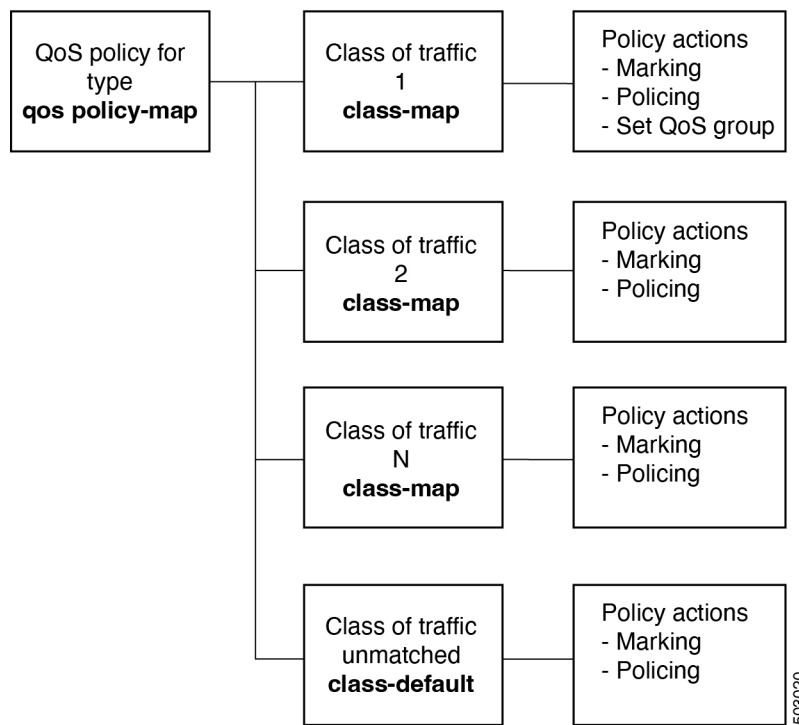 QoS policy for
type
qos policy-map
Class of traffic
1
class-map
Policy actions
- Marking
- Policing
- Set QoS group
Class of traffic
2
class-map
Policy actions
- Marking
- Policing
Class of traffic
N
class-map
Policy actions
- Marking
- Policing
Class of traffic
unmatched
class-default
Policy actions
- Marking
- Policing
503020